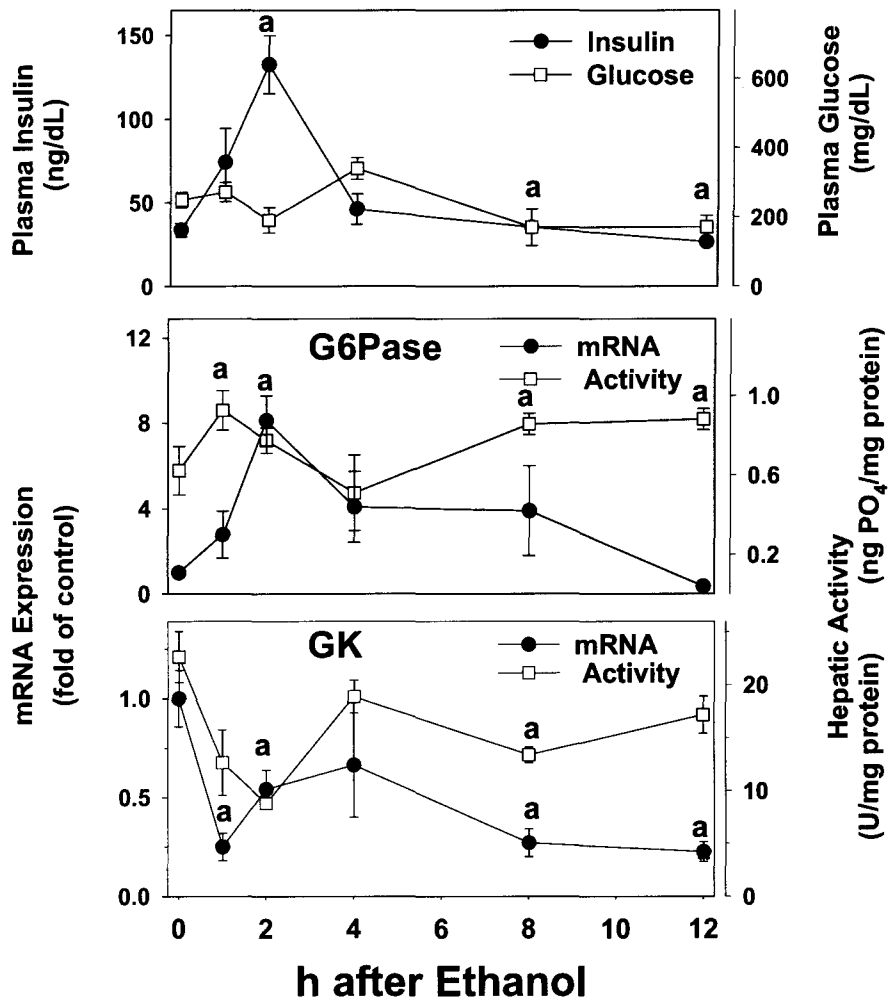 Plasma Insulin
(ng/dL)
150
100
50
0
a
a
a
Insulin
Glucose
600
400
200
0
Plasma Glucose
(mg/dL)
mRNA Expression
(fold of control)
12
8
4
0
G6Pase
a
a
a
a
mRNA
Activity
1.0
0.6
0.2
Hepatic Activity
(ng PO₄/mg protein)
1.0
0.5
0.0
GK
a
a
a
a
a
mRNA
Activity
20
10
0
(U/mg protein)
0
2
4
6
8
10
12
h after Ethanol